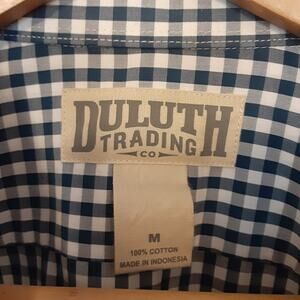 DULUTH
TRADING
CO
M
100% COTTON
MADE IN INDONESIA